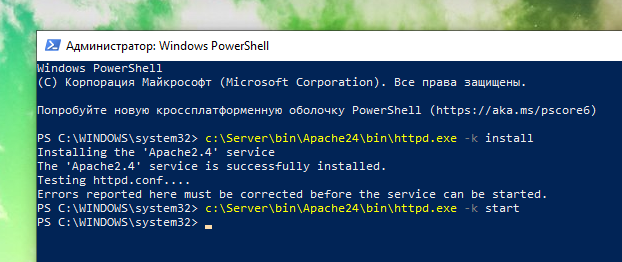 Администратор: Windows PowerShell
Windows PowerShell
(C) Корпорация Майкрософт (Microsoft Corporation). Все права защищены.
Попробуйте новую кроссплатформенную оболочку PowerShell (https://aka.ms/pscore6)
PS C:\WINDOWS\system32> c:\Server\bin\Apache24\bin\httpd.exe -k install
Installing the 'Apache2.4' service
The 'Apache2.4' service is successfully installed.
Testing httpd.conf....
Errors reported here must be corrected before the service can be started.
PS C:\WINDOWS\system32> c:\Server\bin\Apache24\bin\httpd.exe -k start
PS C:\WINDOWS\system32>